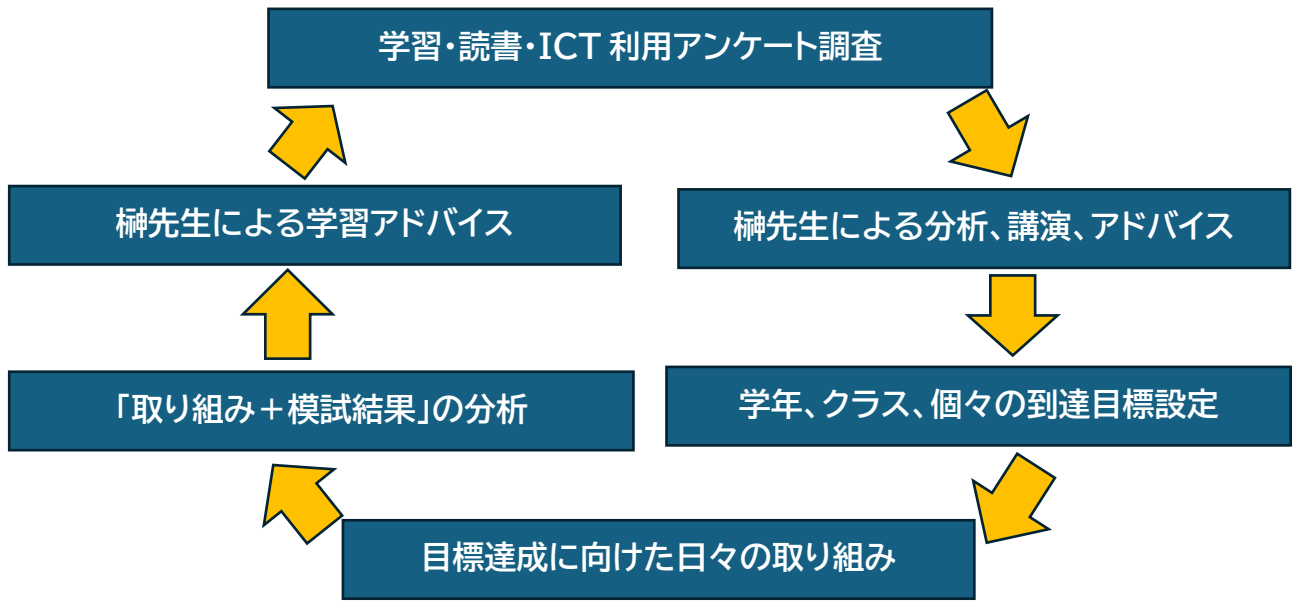 学習・読書・ICT 利用アンケート調査
榊先生による学習アドバイス
榊先生による分析、講演、アドバイス
「取り組み＋模試結果」の分析
学年、クラス、個々の到達目標設定
目標達成に向けた日々の取り組み